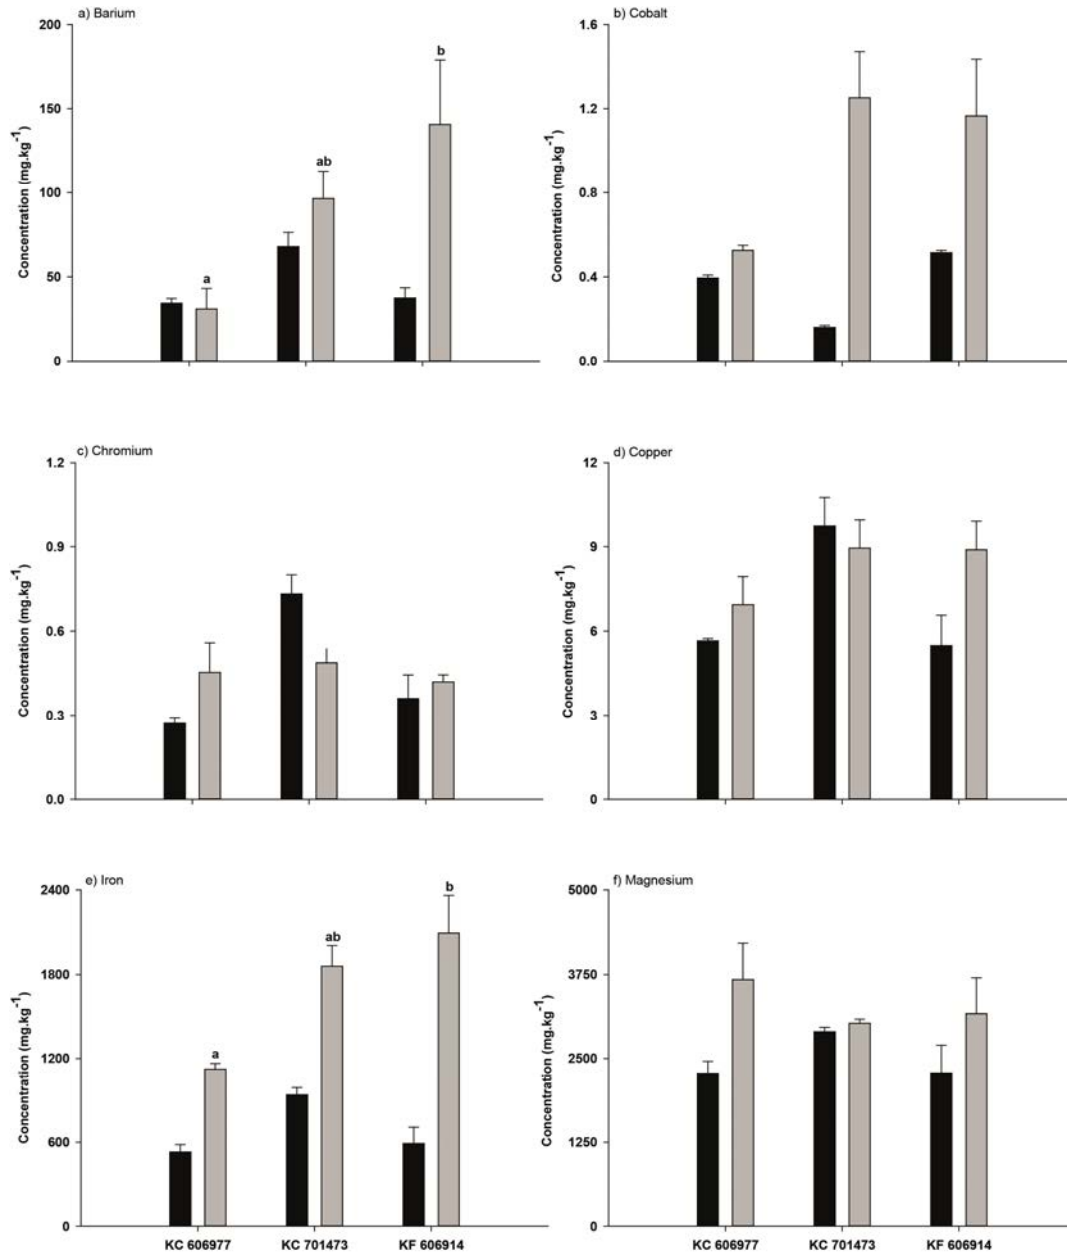 a) Barium
200
150
100
50
0
Concentration (mg.kg-1)
a
ab
b
b) Cobalt
1.6
1.2
0.8
0.4
0.0
Concentration (mg.kg-1)
c) Chromium
1.2
0.9
0.6
0.3
0.0
Concentration (mg.kg-1)
d) Copper
12
9
6
3
0
Concentration (mg.kg-1)
e) Iron
2400
1800
1200
600
0
Concentration (mg.kg-1)
a
ab
b
KC 606977 KC 701473 KF 606914
f) Magnesium
5000
3750
2500
1250
0
Concentration (mg.kg-1)
KC 606977 KC 701473 KF 606914